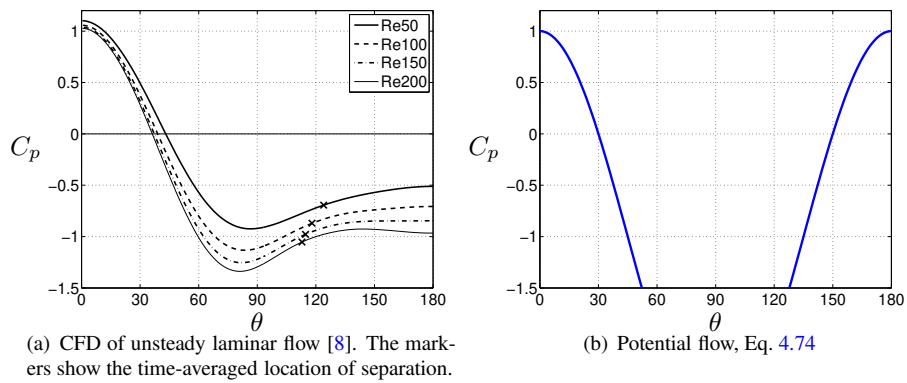 Re50
Re100
Re150
Re200
1
0.5
0
−0.5
−1
−1.5
C_p
0 30 60 90 120 150 180
θ
(a) CFD of unsteady laminar flow [8]. The mark-
ers show the time-averaged location of separation.
1
0.5
0
−0.5
−1
−1.5
C_p
0 30 60 90 120 150 180
θ
(b) Potential flow, Eq. 4.74